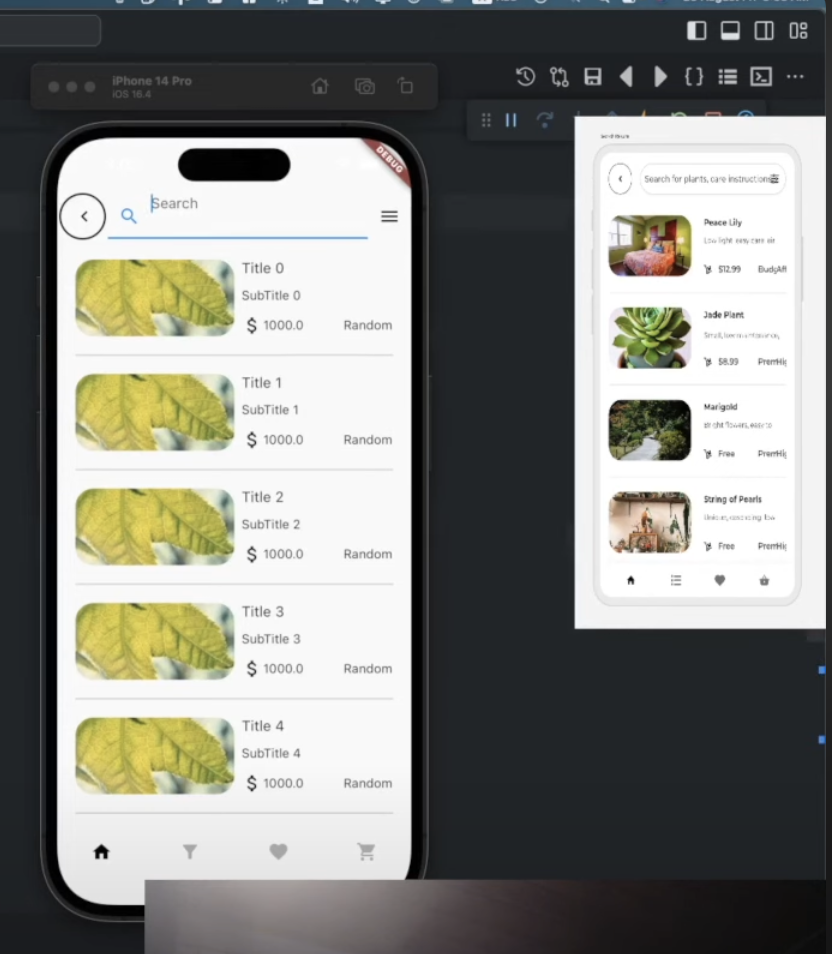 iPhone 14 Pro
iOS 16.4
DEBUG
Search
Title 0
SubTitle 0
$ 1000.0 Random
Title 1
SubTitle 1
$ 1000.0 Random
Title 2
SubTitle 2
$ 1000.0 Random
Title 3
SubTitle 3
$ 1000.0 Random
Title 4
SubTitle 4
$ 1000.0 Random
Search for plants, care instructions
Peace Lily
Low light, easy care, air
$12.99 BudgAff
Jade Plant
Small, low maintenance,
$8.99 PremHig
Marigold
flowers, easy to
Free PremHig
String of Pearls
low
Free PremHig